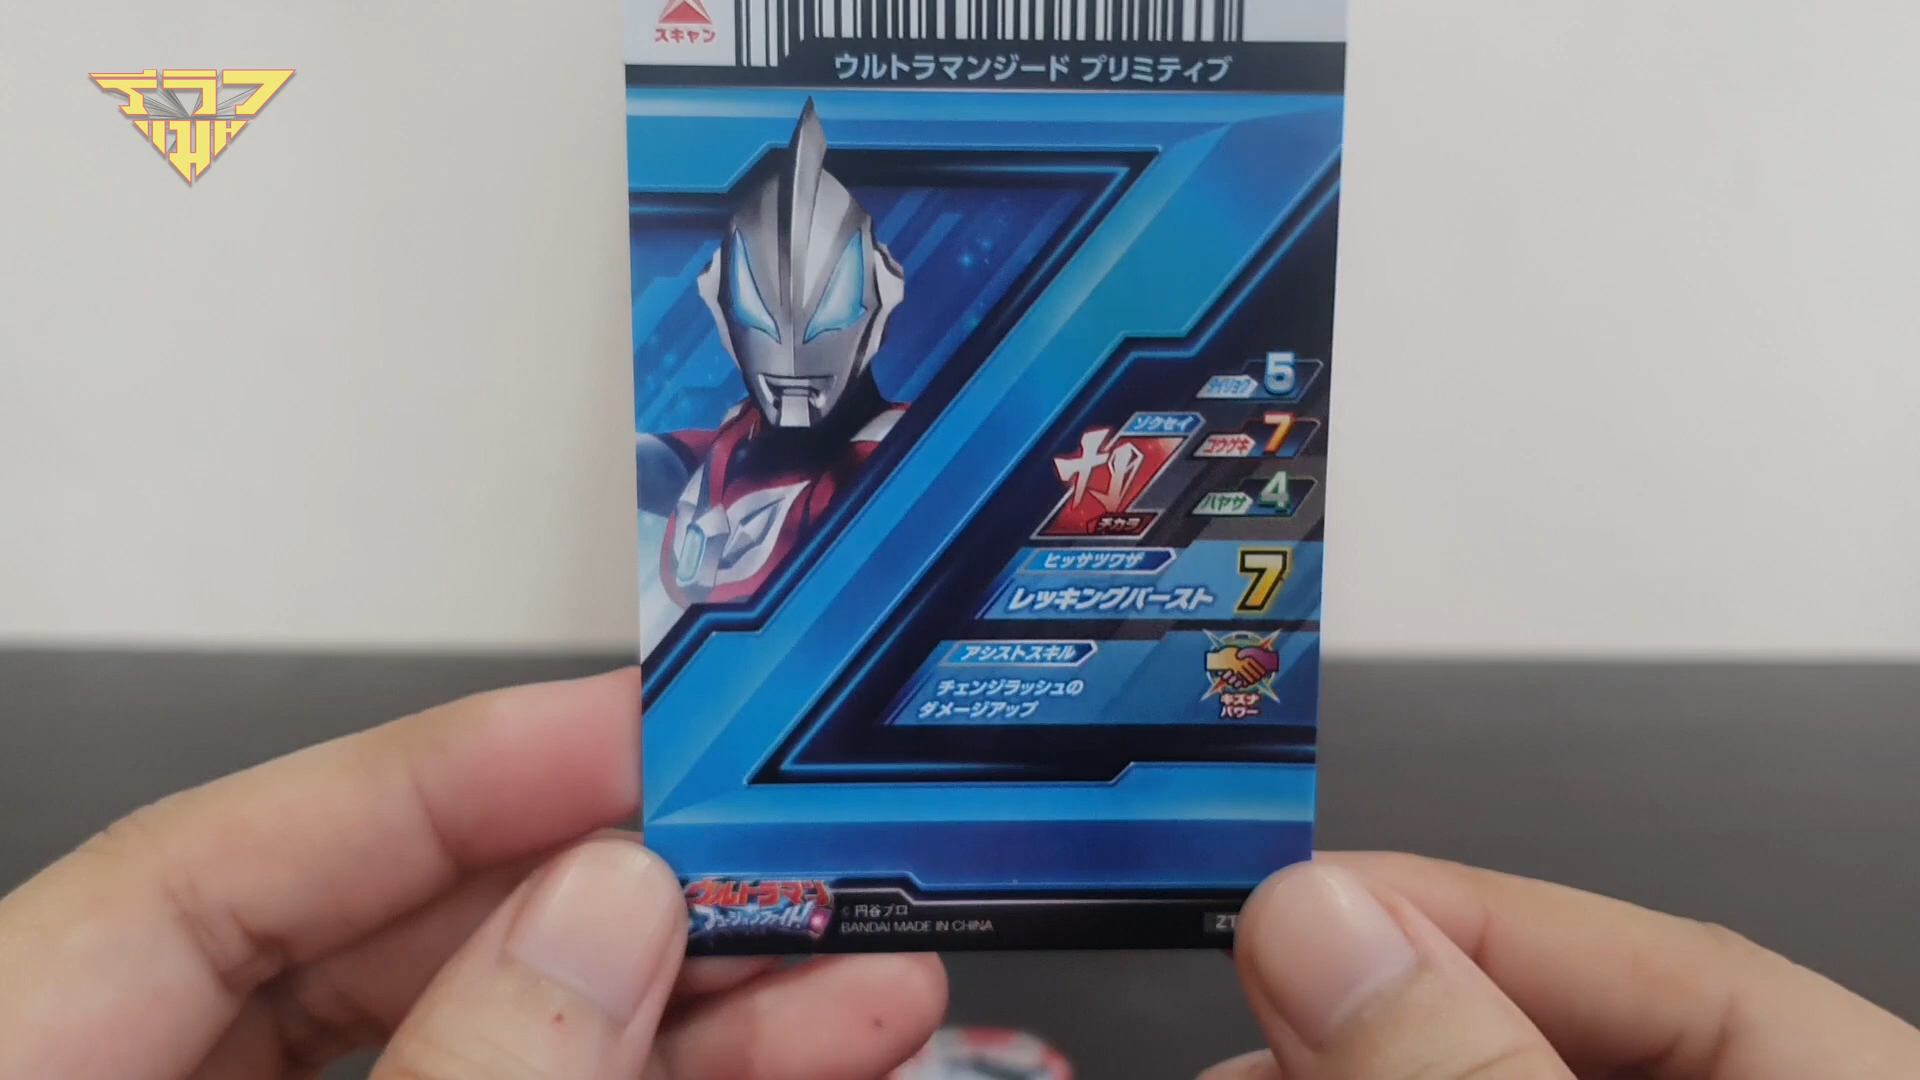 スキャン
ウルトラマンジード プリミティブ
タイリョク 5
ソクセイ
コウゲキ 7
力
チカラ
ハヤサ 4
ヒッサツワザ
レッキングバースト 7
アシストスキル
チェンジラッシュの
ダメージアップ
キズナ
パワー
ウルトラマン
フュージョンファイト!
© 円谷プロ
BANDAI MADE IN CHINA